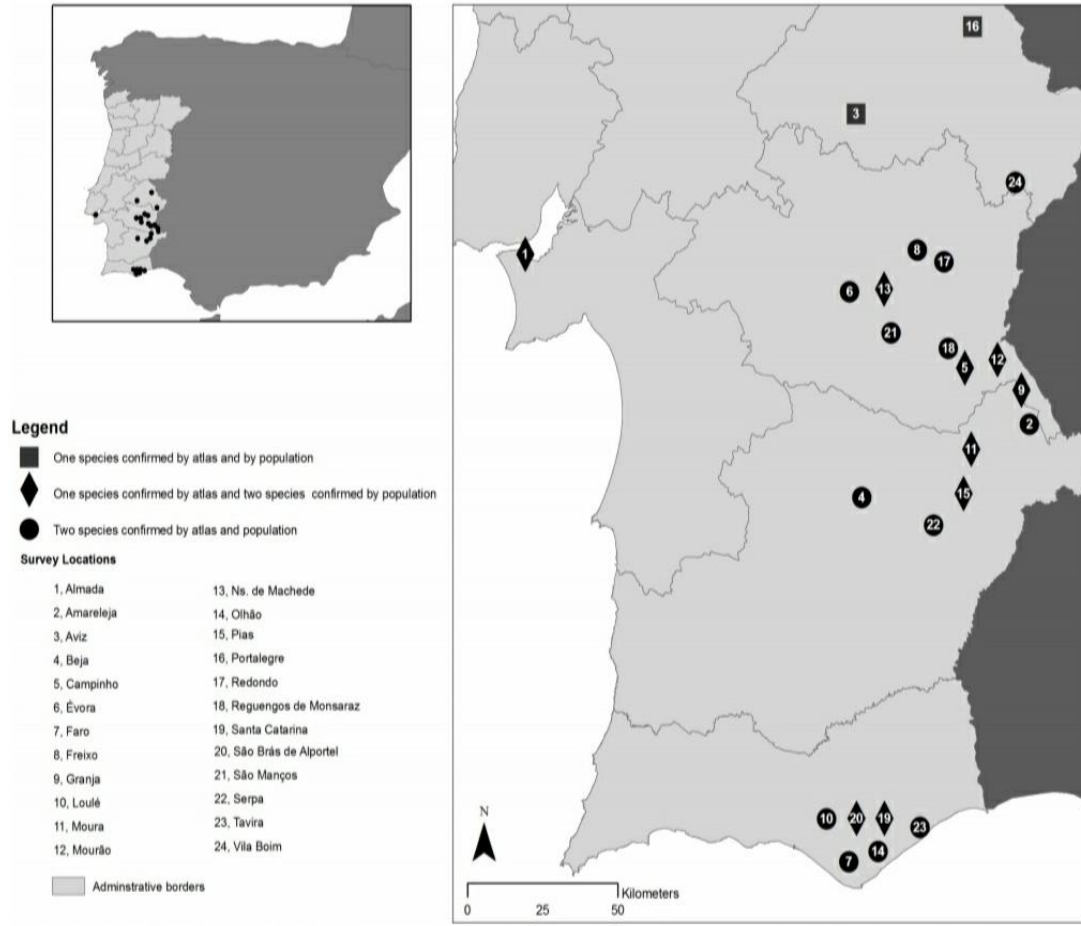 Legend
One species confirmed by atlas and by population
One species confirmed by atlas and two species confirmed by population
Two species confirmed by atlas and population
Survey Locations
1, Almada
2, Amareleja
3, Aviz
4, Beja
5, Campinho
6, Évora
7, Faro
8, Freixo
9, Granja
10, Loulé
11, Moura
12, Mourão
13, Ns. de Machede
14, Olhão
15, Pias
16, Portalegre
17, Redondo
18, Reguengos de Monsaraz
19, Santa Catarina
20, São Brás de Alportel
21, São Manços
22, Serpa
23, Tavira
24, Vila Boim
Adminstrative borders
16
3
24
1
8
17
6
13
21
18
5
12
9
2
11
4
15
22
10
20
19
23
7
14
N
Kilometers
0 25 50